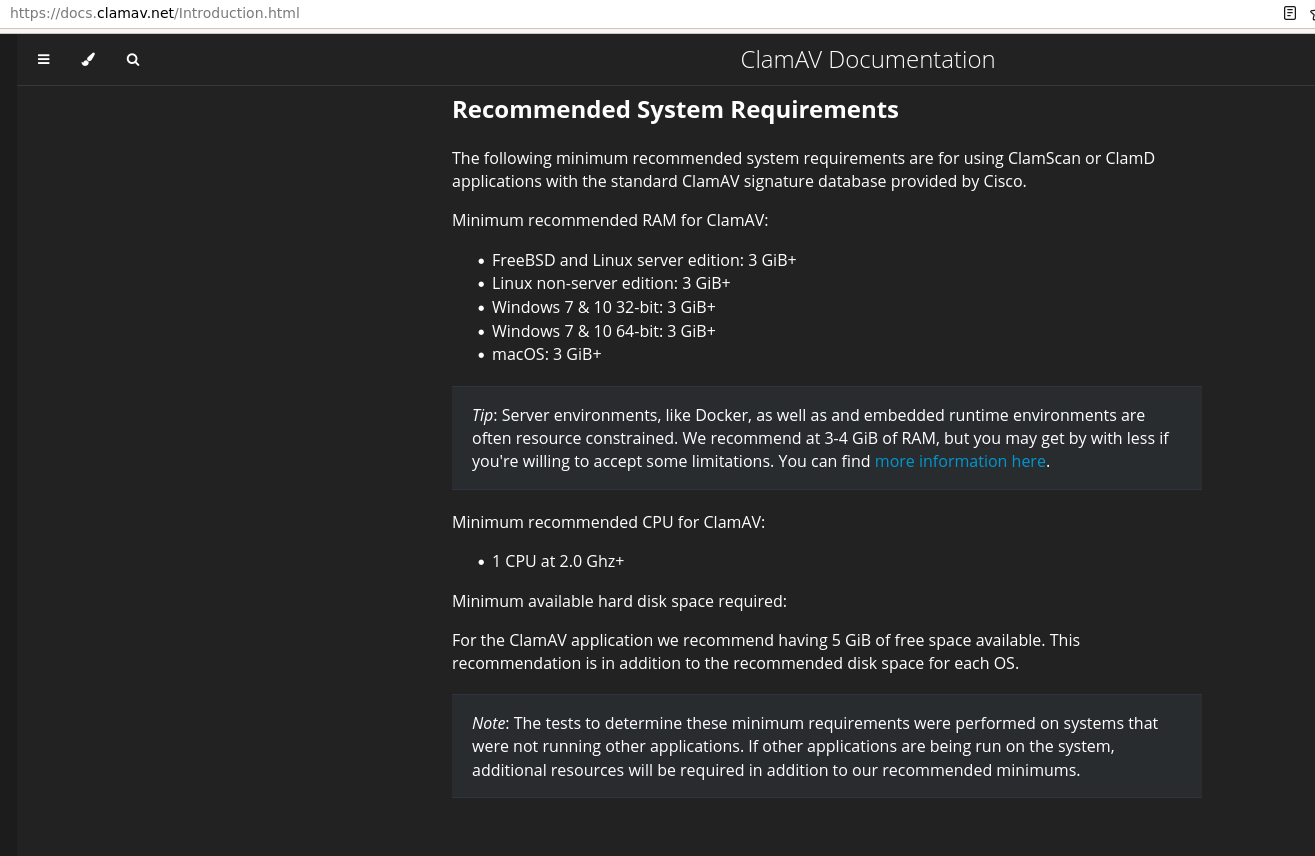 https://docs.clamav.net/Introduction.html
ClamAV Documentation
Recommended System Requirements
The following minimum recommended system requirements are for using ClamScan or ClamD
applications with the standard ClamAV signature database provided by Cisco.
Minimum recommended RAM for ClamAV:
• FreeBSD and Linux server edition: 3 GiB+
• Linux non-server edition: 3 GiB+
• Windows 7 & 10 32-bit: 3 GiB+
• Windows 7 & 10 64-bit: 3 GiB+
• macOS: 3 GiB+
Tip: Server environments, like Docker, as well as and embedded runtime environments are
often resource constrained. We recommend at 3-4 GiB of RAM, but you may get by with less if
you're willing to accept some limitations. You can find more information here.
Minimum recommended CPU for ClamAV:
• 1 CPU at 2.0 Ghz+
Minimum available hard disk space required:
For the ClamAV application we recommend having 5 GiB of free space available. This
recommendation is in addition to the recommended disk space for each OS.
Note: The tests to determine these minimum requirements were performed on systems that
were not running other applications. If other applications are being run on the system,
additional resources will be required in addition to our recommended minimums.